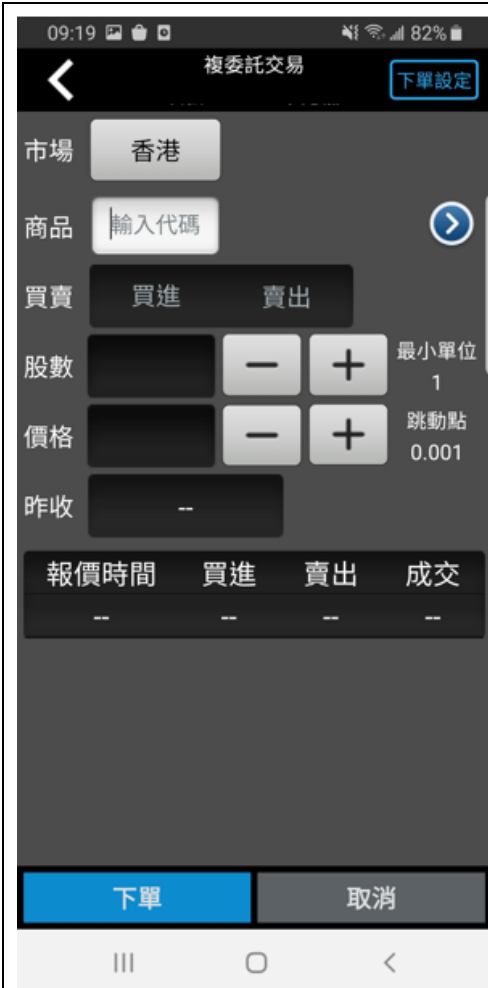 09:19 82%
複委託交易
下單設定
市場 香港
商品 輸入代碼
買賣 買進 賣出
股數 − + 最小單位
1
價格 − + 跳動點
0.001
昨收 --
報價時間 買進 賣出 成交
-- -- -- --
下單 取消